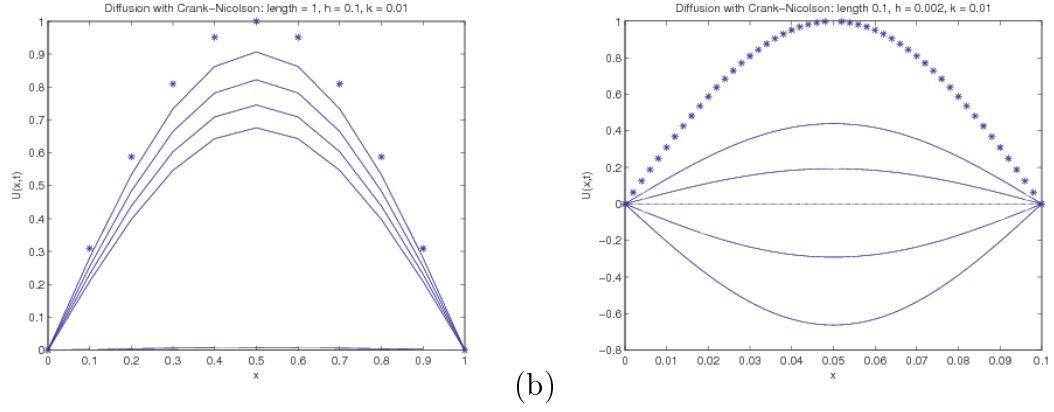 Diffusion with Crank-Nicolson: length = 1, h = 0.1, k = 0.01
1
0.9
0.8
0.7
0.6
0.5
0.4
0.3
0.2
0.1
0
U(x,t)
0 0.1 0.2 0.3 0.4 0.5 0.6 0.7 0.8 0.9 1
x
(b)
Diffusion with Crank-Nicolson: length 0.1, h = 0.002, k = 0.01
1
0.8
0.6
0.4
0.2
0
-0.2
-0.4
-0.6
-0.8
U(x,t)
0 0.01 0.02 0.03 0.04 0.05 0.06 0.07 0.08 0.09 0.1
x